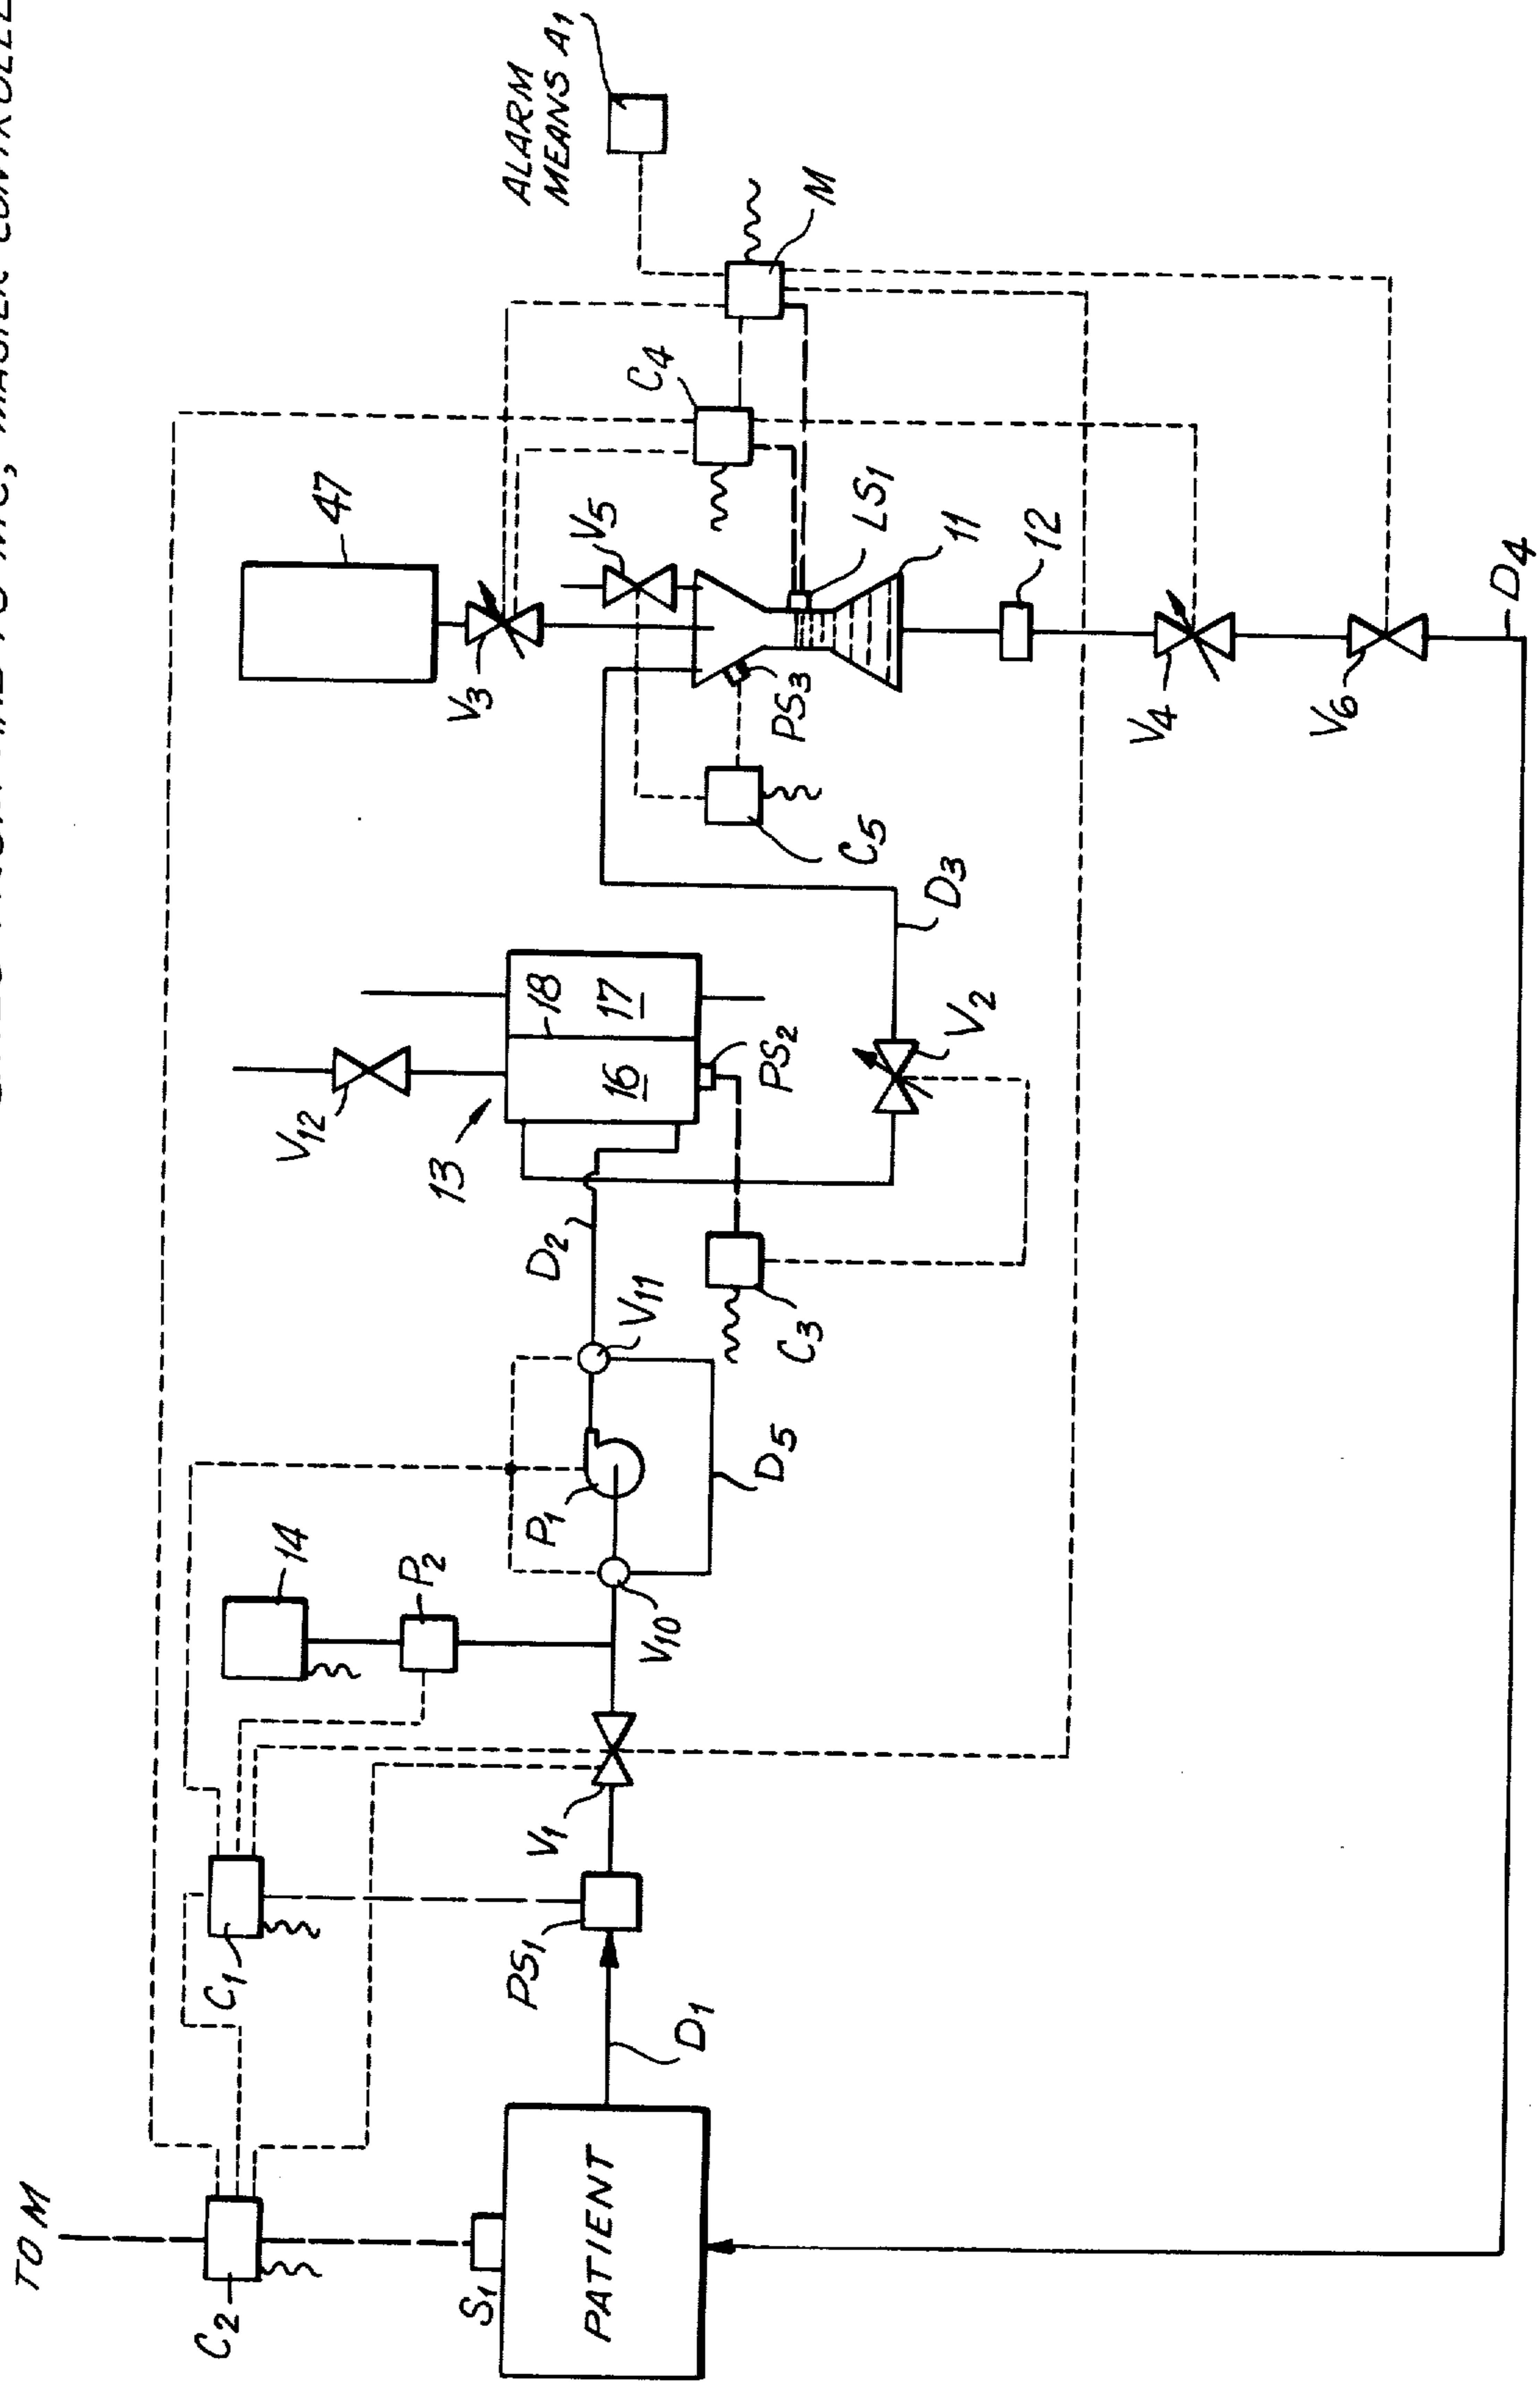 TO M
C2
C1
S1
PATIENT
D1
PS1
V1
14
P2
V10
P1
D5
V11
D2
C3
V12
13
16
18
17
PS2
V2
D3
C5
47
V3
V5
PS3
LS1
11
12
C4
M
ALARM
MEANS A1
V4
V6
D4